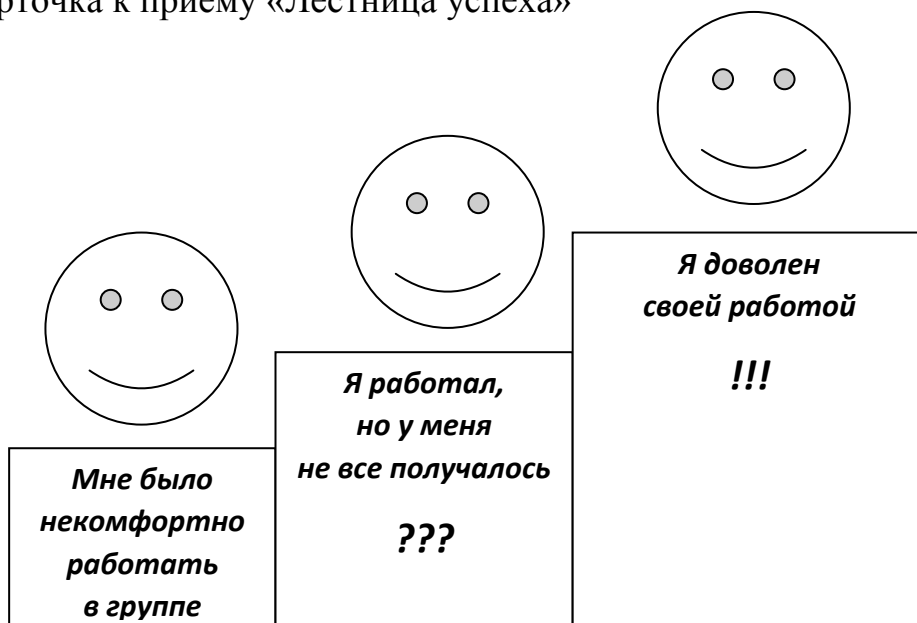 рточка к приему «Лестница успеха»
Мне было
некомфортно
работать
в группе
Я работал,
но у меня
не все получалось
???
Я доволен
своей работой
!!!